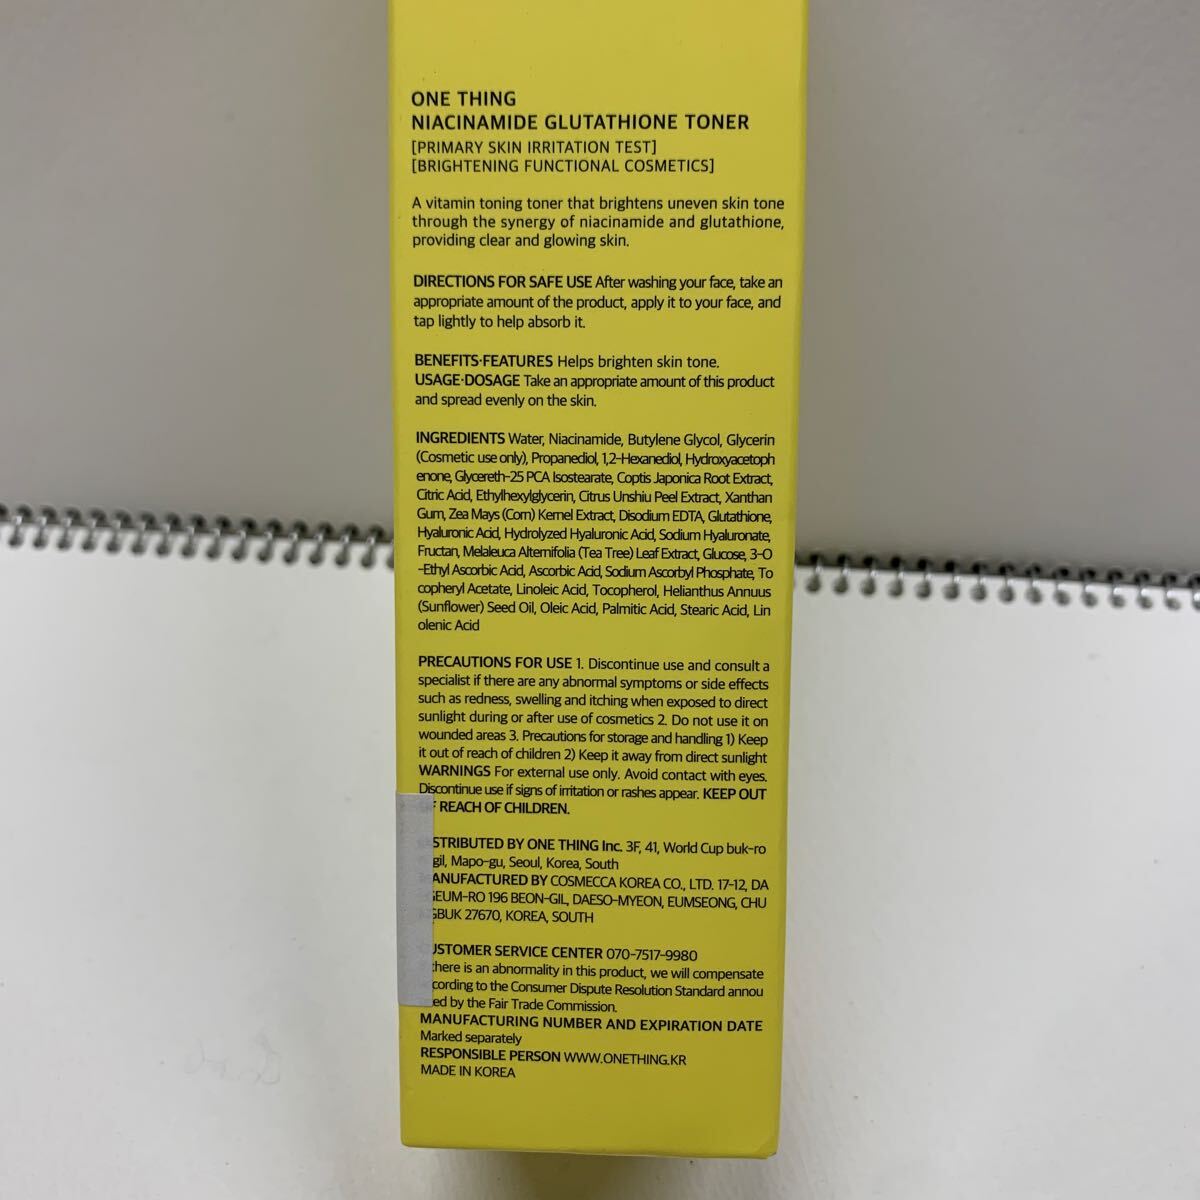 ONE THING
NIACINAMIDE GLUTATHIONE TONER
[PRIMARY SKIN IRRITATION TEST]
[BRIGHTENING FUNCTIONAL COSMETICS]
A vitamin toning toner that brightens uneven skin tone
through the synergy of niacinamide and glutathione,
providing clear and glowing skin.
DIRECTIONS FOR SAFE USE After washing your face, take an
appropriate amount of the product, apply it to your face, and
tap lightly to help absorb it.
BENEFITS·FEATURES Helps brighten skin tone.
USAGE·DOSAGE Take an appropriate amount of this product
and spread evenly on the skin.
INGREDIENTS Water, Niacinamide, Butylene Glycol, Glycerin
(Cosmetic use only), Propanediol, 1,2-Hexanediol, Hydroxyacetoph
enone, Glycereth-25 PCA Isostearate, Coptis Japonica Root Extract,
Citric Acid, Ethylhexylglycerin, Citrus Unshiu Peel Extract, Xanthan
Gum, Zea Mays (Corn) Kernel Extract, Disodium EDTA, Glutathione,
Hyaluronic Acid, Hydrolyzed Hyaluronic Acid, Sodium Hyaluronate,
Fructan, Melaleuca Alternifolia (Tea Tree) Leaf Extract, Glucose, 3-O
-Ethyl Ascorbic Acid, Ascorbic Acid, Sodium Ascorbyl Phosphate, To
copheryl Acetate, Linoleic Acid, Tocopherol, Helianthus Annuus
(Sunflower) Seed Oil, Oleic Acid, Palmitic Acid, Stearic Acid, Lin
olenic Acid
PRECAUTIONS FOR USE 1. Discontinue use and consult a
specialist if there are any abnormal symptoms or side effects
such as redness, swelling and itching when exposed to direct
sunlight during or after use of cosmetics 2. Do not use it on
wounded areas 3. Precautions for storage and handling 1) Keep
it out of reach of children 2) Keep it away from direct sunlight
WARNINGS For external use only. Avoid contact with eyes.
Discontinue use if signs of irritation or rashes appear. KEEP OUT
OF REACH OF CHILDREN.
STRIBUTED BY ONE THING Inc. 3F, 41, World Cup buk-ro
gil, Mapo-gu, Seoul, Korea, South
MANUFACTURED BY COSMECCA KOREA CO., LTD. 17-12, DA
GEUM-RO 196 BEON-GIL, DAESO-MYEON, EUMSEONG, CHU
GBUK 27670, KOREA, SOUTH
USTOMER SERVICE CENTER 070-7517-9980
there is an abnormality in this product, we will compensate
cording to the Consumer Dispute Resolution Standard annou
ced by the Fair Trade Commission.
MANUFACTURING NUMBER AND EXPIRATION DATE
Marked separately
RESPONSIBLE PERSON WWW.ONETHING.KR
MADE IN KOREA